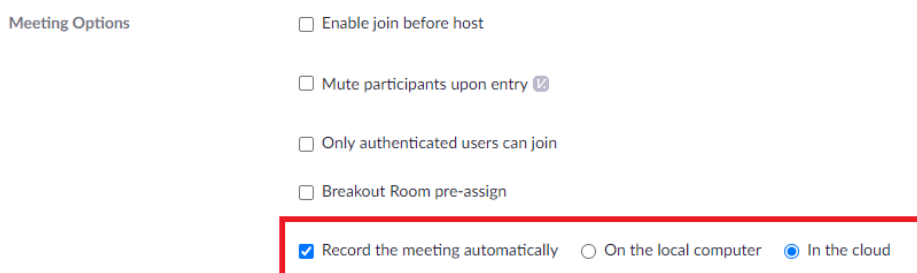 Meeting Options
Enable join before host
Mute participants upon entry
Only authenticated users can join
Breakout Room pre-assign
Record the meeting automatically On the local computer In the cloud